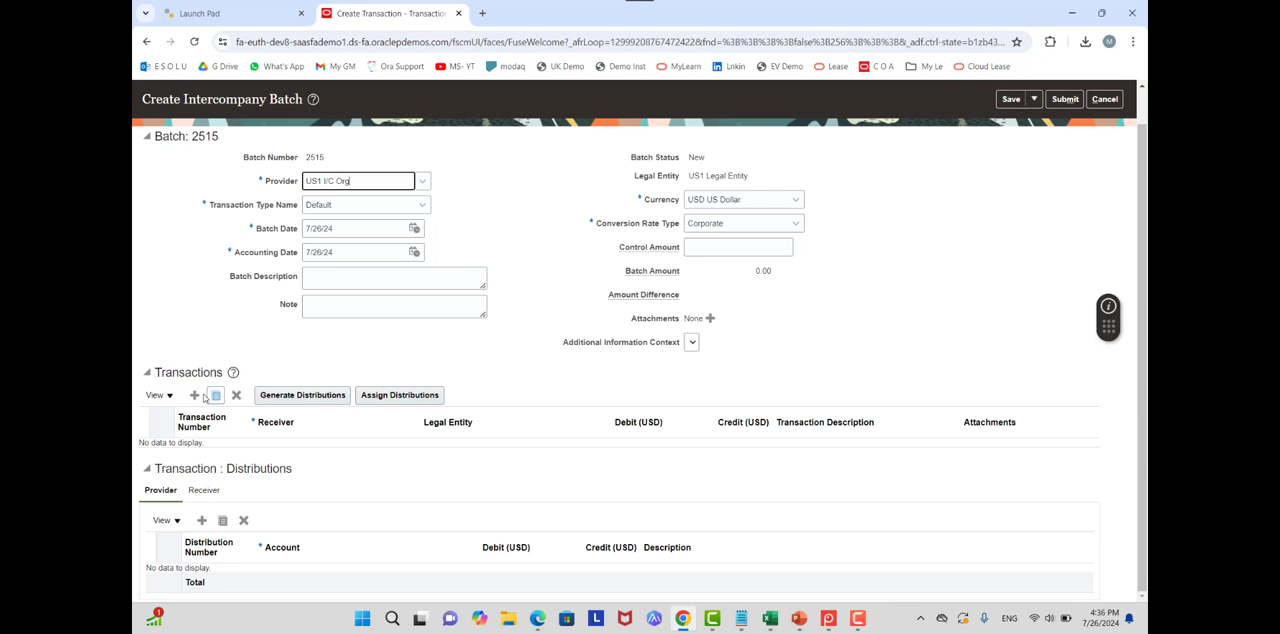 Launch Pad
Create Transaction - Transactio
fa-euth-dev8-saasfademo1.ds-fa.oraclepdemos.com/fscmUI/faces/FuseWelcome?_afrLoop=129992087674722&fnd=%3B%3B%3B%3Bfalse%3B256%3B%3B%3B&_adf.ctrl-state=b1zb43...
E S O L U
G Drive
What's App
My GM
Ora Support
MS- YT
modaq
UK Demo
Demo Inst
MyLearn
Lnkin
EV Demo
Lease
C O A
My Le
Cloud Lease
Create Intercompany Batch
Save
Submit
Cancel
Batch: 2515
Batch Number 2515
Batch Status New
* Provider US1 I/C Org
Legal Entity US1 Legal Entity
* Transaction Type Name Default
* Currency USD US Dollar
* Batch Date 7/26/24
* Conversion Rate Type Corporate
* Accounting Date 7/26/24
Control Amount
Batch Description
Batch Amount 0.00
Note
Amount Difference
Attachments None
Additional Information Context
Transactions
View
Generate Distributions
Assign Distributions
Transaction Number
* Receiver
Legal Entity
Debit (USD)
Credit (USD)
Transaction Description
Attachments
No data to display.
Transaction : Distributions
Provider
Receiver
View
Distribution Number
* Account
Debit (USD)
Credit (USD)
Description
No data to display.
Total
1
ENG
4:36 PM
7/26/2024